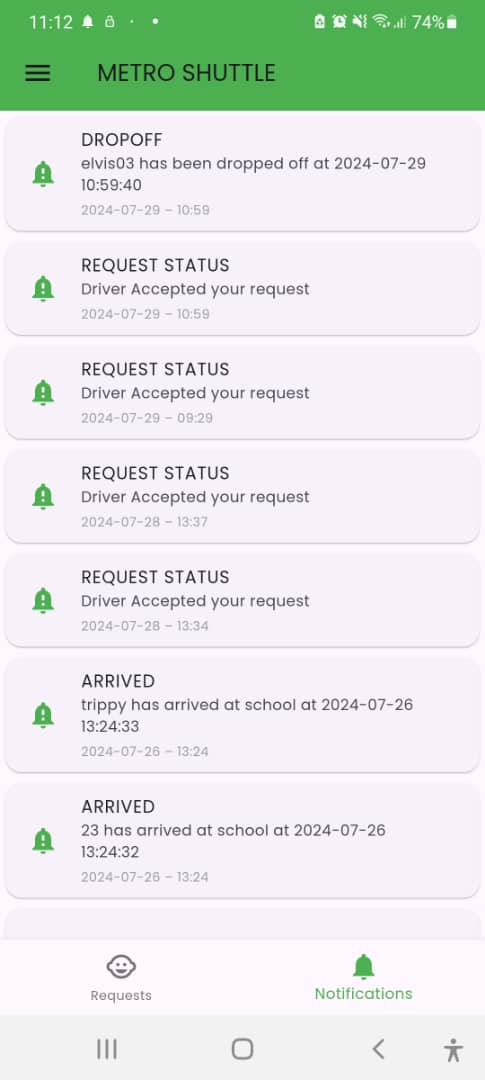 11:12
74%
METRO SHUTTLE
DROPOFF
elvis03 has been dropped off at 2024-07-29
10:59:40
2024-07-29 – 10:59
REQUEST STATUS
Driver Accepted your request
2024-07-29 – 10:59
REQUEST STATUS
Driver Accepted your request
2024-07-29 – 09:29
REQUEST STATUS
Driver Accepted your request
2024-07-28 – 13:37
REQUEST STATUS
Driver Accepted your request
2024-07-28 – 13:34
ARRIVED
trippy has arrived at school at 2024-07-26
13:24:33
2024-07-26 – 13:24
ARRIVED
23 has arrived at school at 2024-07-26
13:24:32
2024-07-26 – 13:24
Requests
Notifications